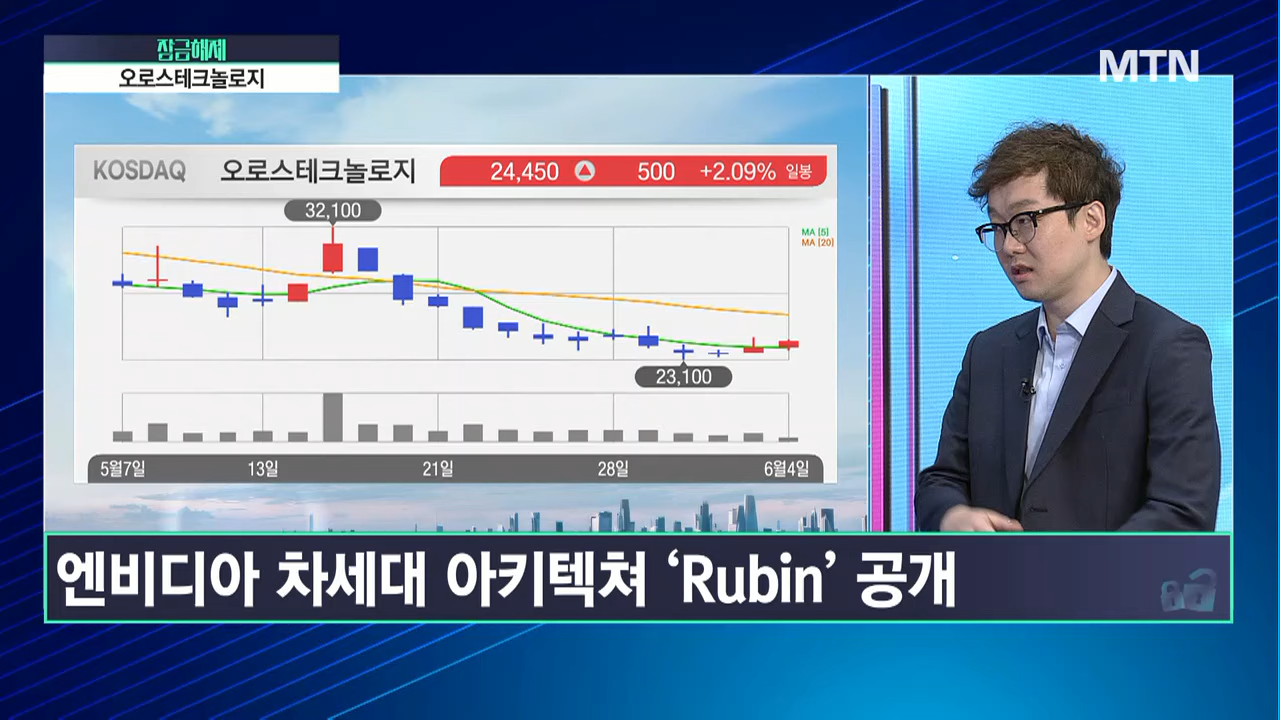 잠금해제
오로스테크놀로지
MTN
KOSDAQ 오로스테크놀로지 24,450 500 +2.09% 일봉
32,100
MA [5]
MA [20]
23,100
5월7일 13일 21일 28일 6월4일
엔비디아 차세대 아키텍쳐 ‘Rubin’ 공개